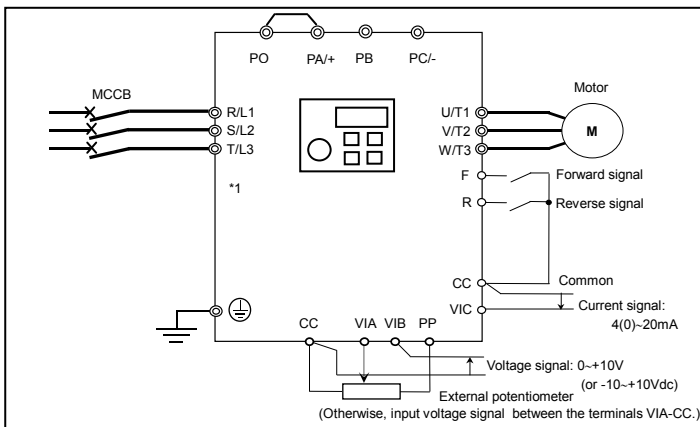 PO PA/+ PB PC/-
MCCB
Motor
R/L1
S/L2
T/L3
U/T1
V/T2
W/T3
M
F
Forward signal
*1
R
Reverse signal
CC
Common
VIC
Current signal:
4(0)~20mA
CC VIA VIB PP
Voltage signal: 0~+10V
(or -10~+10Vdc)
External potentiometer
(Otherwise, input voltage signal between the terminals VIA-CC.)